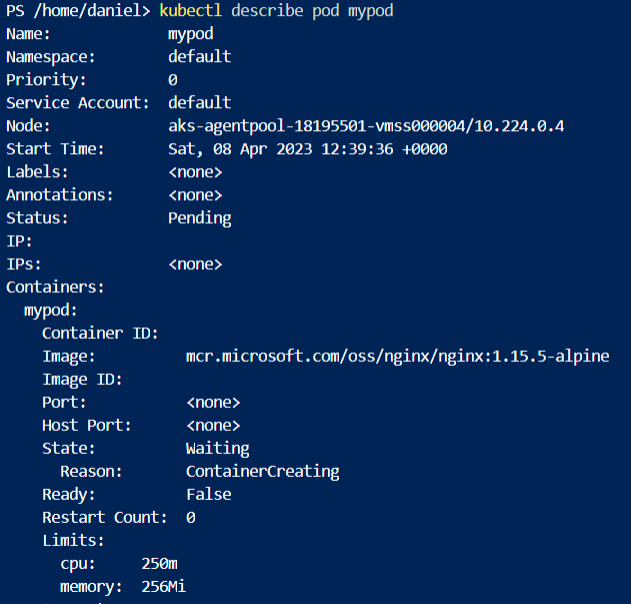 PS /home/daniel> kubectl describe pod mypod
Name:             mypod
Namespace:        default
Priority:         0
Service Account:  default
Node:             aks-agentpool-18195501-vmss000004/10.224.0.4
Start Time:       Sat, 08 Apr 2023 12:39:36 +0000
Labels:           <none>
Annotations:      <none>
Status:           Pending
IP:
IPs:              <none>
Containers:
  mypod:
    Container ID:
    Image:          mcr.microsoft.com/oss/nginx/nginx:1.15.5-alpine
    Image ID:
    Port:           <none>
    Host Port:      <none>
    State:          Waiting
      Reason:       ContainerCreating
    Ready:          False
    Restart Count:  0
    Limits:
      cpu:     250m
      memory:  256Mi